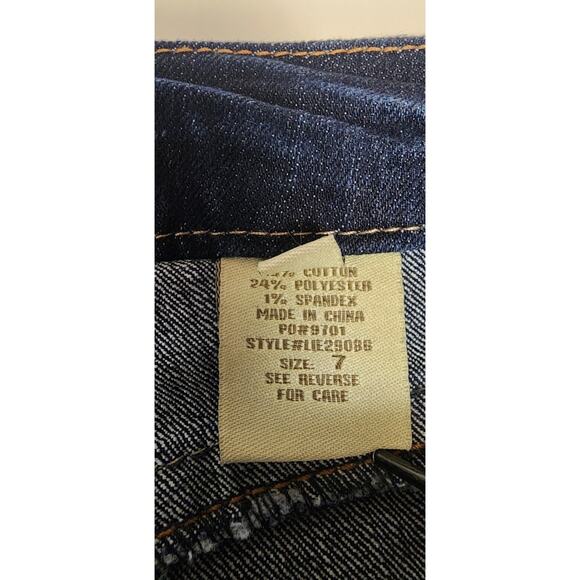 % COTTON
24% POLYESTER
1% SPANDEX
MADE IN CHINA
PO#9701
STYLE#LIE29086
SIZE: 7
SEE REVERSE
FOR CARE